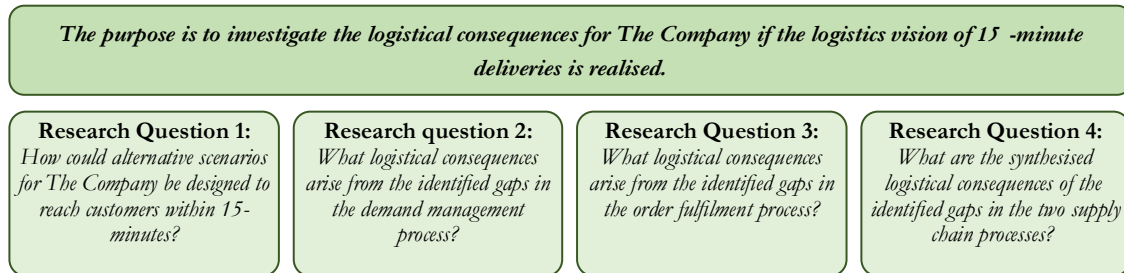 The purpose is to investigate the logistical consequences for The Company if the logistics vision of 15 -minute
deliveries is realised.
Research Question 1:
How could alternative scenarios
for The Company be designed to
reach customers within 15-
minutes?
Research question 2:
What logistical consequences
arise from the identified gaps in
the demand management
process?
Research Question 3:
What logistical consequences
arise from the identified gaps in
the order fulfilment process?
Research Question 4:
What are the synthesised
logistical consequences of the
identified gaps in the two supply
chain processes?